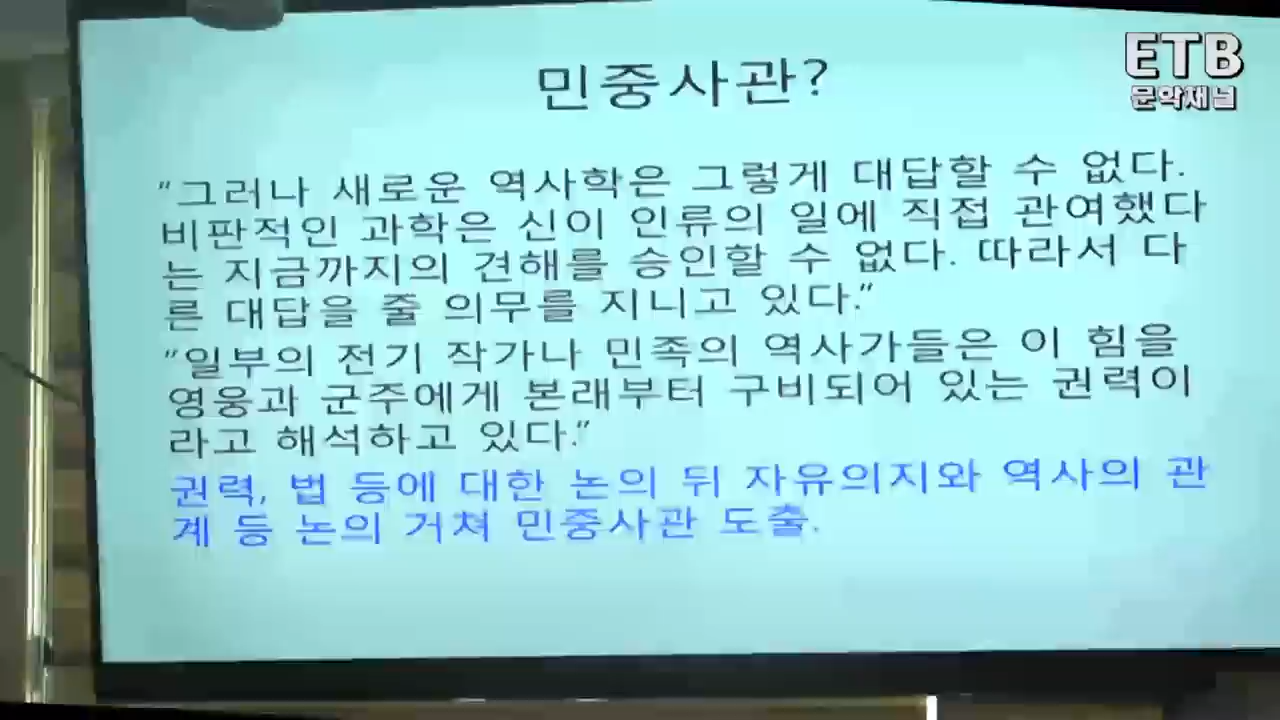 ETB
문학채널
민중사관?
“그러나 새로운 역사학은 그렇게 대답할 수 없다.
비판적인 과학은 신이 인류의 일에 직접 관여했다
는 지금까지의 견해를 승인할 수 없다. 따라서 다
른 대답을 줄 의무를 지니고 있다.”
“일부의 전기 작가나 민족의 역사가들은 이 힘을
영웅과 군주에게 본래부터 구비되어 있는 권력이
라고 해석하고 있다.”
권력, 법 등에 대한 논의 뒤 자유의지와 역사의 관
계 등 논의 거쳐 민중사관 도출.